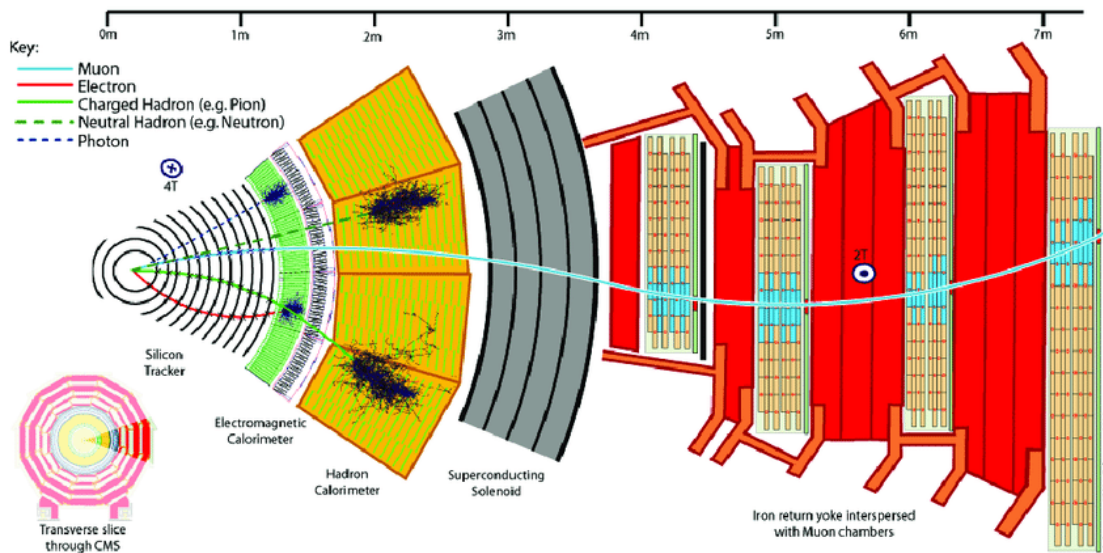 0m 1m 2m 3m 4m 5m 6m 7m
Key:
Muon
Electron
Charged Hadron (e.g. Pion)
Neutral Hadron (e.g. Neutron)
Photon
4T
2T
Silicon
Tracker
Electromagnetic
Calorimeter
Hadron
Calorimeter
Superconducting
Solenoid
Iron return yoke interspersed
with Muon chambers
Transverse slice
through CMS